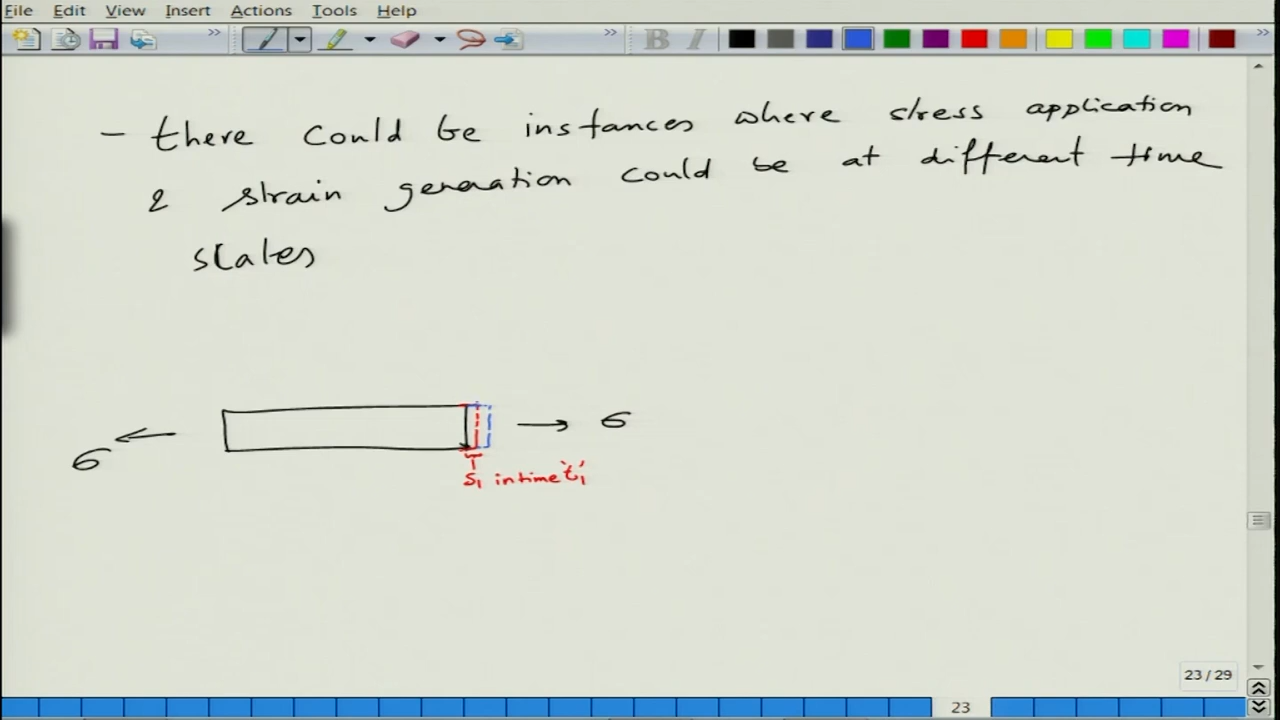 File Edit View Insert Actions Tools Help
B I
- there could be instances where stress application
& strain generation could be at different time
scales
σ
σ
δ₁ in time 't₁'
23 / 29
23